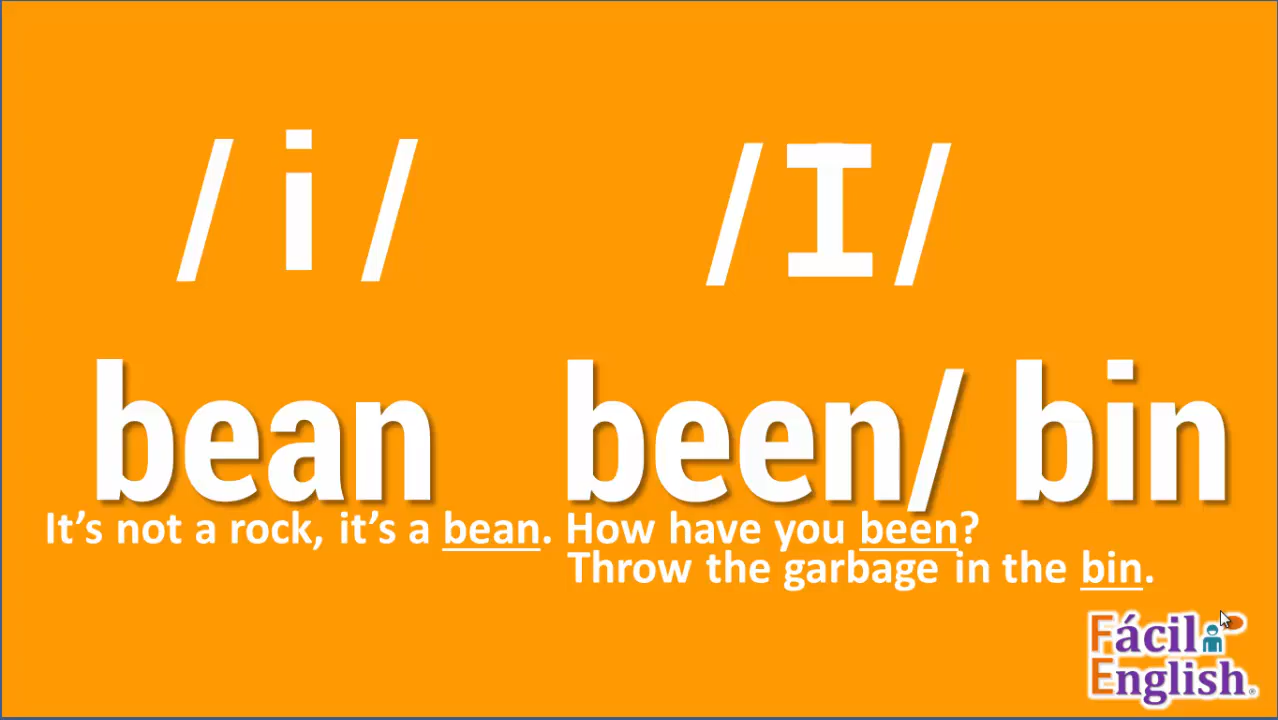 / i / /I/
bean been/ bin
It’s not a rock, it’s a bean. How have you been?
Throw the garbage in the bin.
Fácil
English®